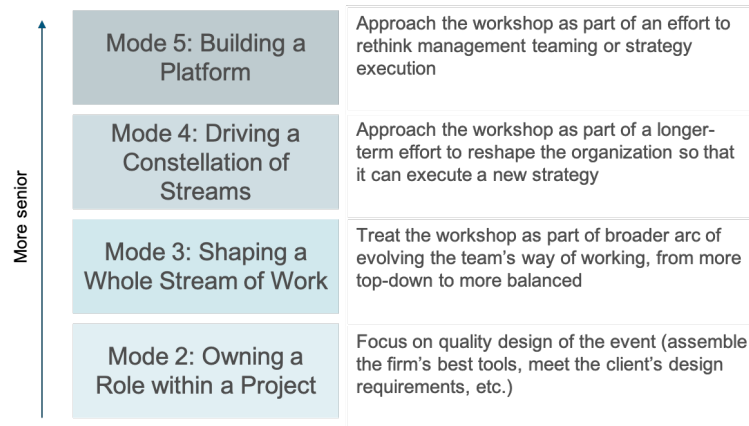 More senior
Mode 5: Building a
Platform
Approach the workshop as part of an effort to
rethink management teaming or strategy
execution
Mode 4: Driving a
Constellation of
Streams
Approach the workshop as part of a longer-
term effort to reshape the organization so that
it can execute a new strategy
Mode 3: Shaping a
Whole Stream of Work
Treat the workshop as part of broader arc of
evolving the team's way of working, from more
top-down to more balanced
Mode 2: Owning a
Role within a Project
Focus on quality design of the event (assemble
the firm's best tools, meet the client's design
requirements, etc.)